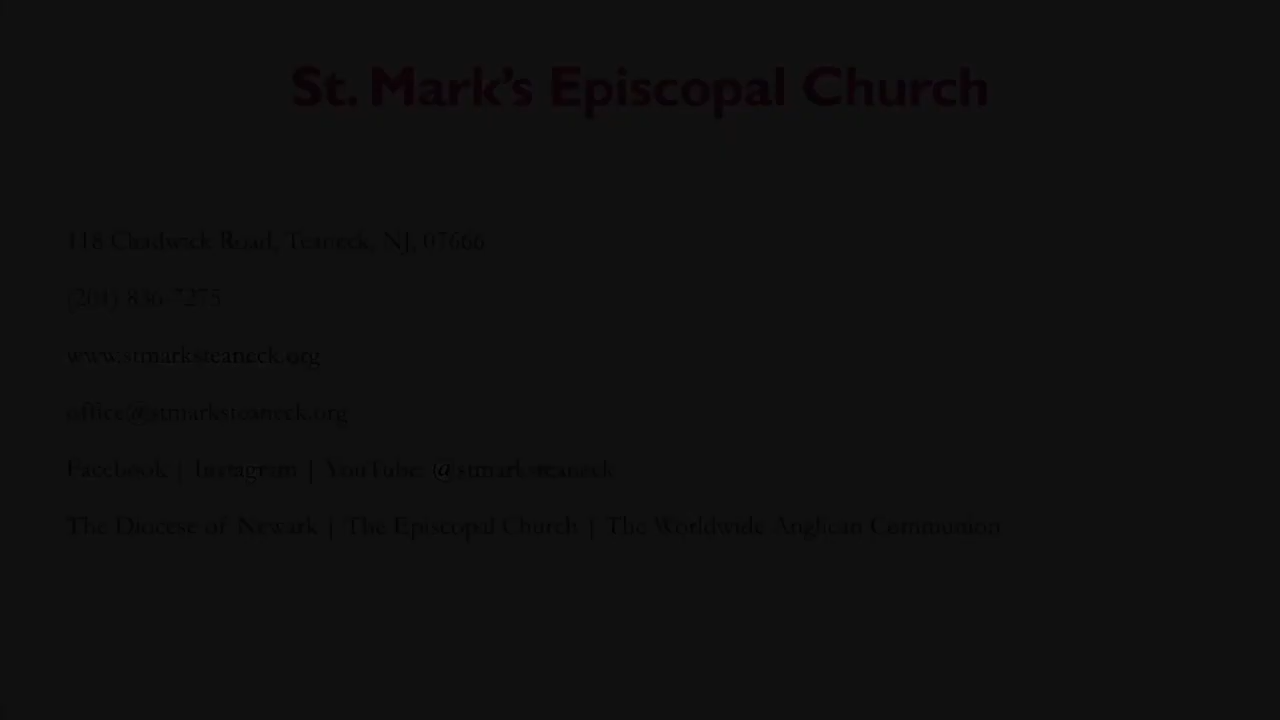 St. Mark’s Episcopal Church
118 Chadwick Road, Teaneck, NJ, 07666
(201) 836-7275
www.stmarksteaneck.org
office@stmarksteaneck.org
Facebook | Instagram | YouTube: @stmarksteaneck
The Diocese of Newark | The Episcopal Church | The Worldwide Anglican Communion